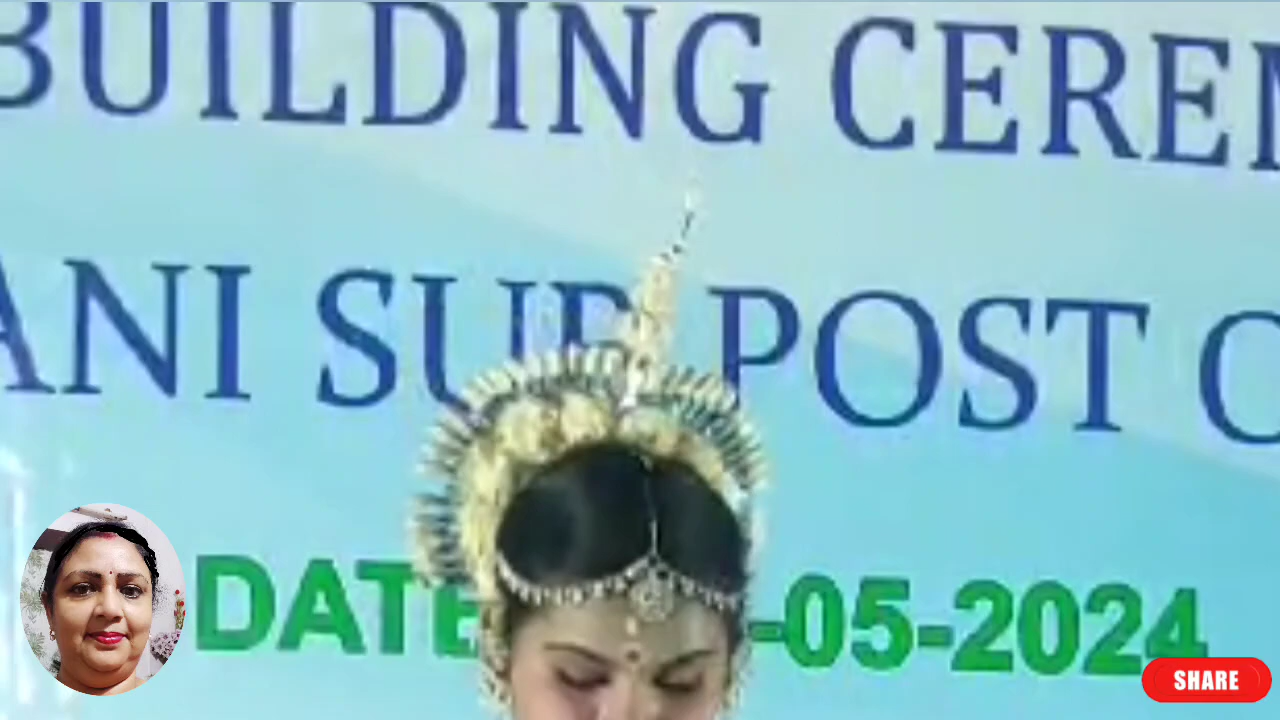 BUILDING CEREM
ANI SUB POST O
DATE -05-2024
SHARE